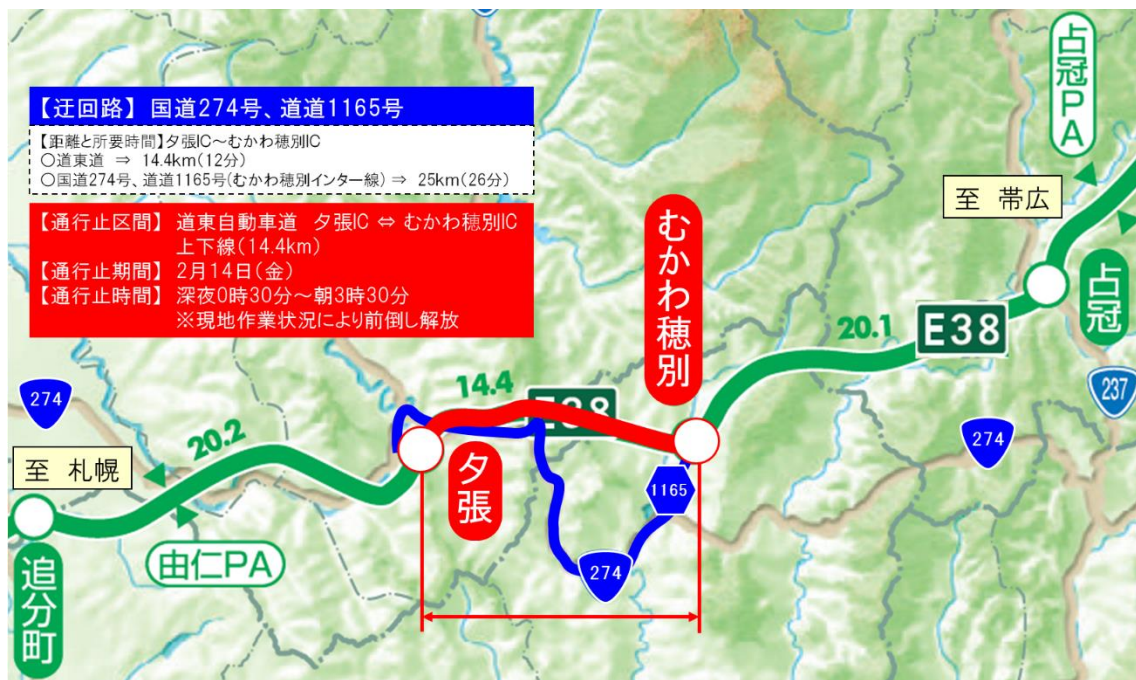 【迂回路】 国道274号、道道1165号
【距離と所要時間】夕張IC～むかわ穂別IC
○道東道 ⇒ 14.4km(12分)
○国道274号、道道1165号(むかわ穂別インター線) ⇒ 25km(26分)
【通行止区間】 道東自動車道 夕張IC ⇔ むかわ穂別IC
上下線(14.4km)
【通行止期間】 2月14日(金)
【通行止時間】 深夜0時30分～朝3時30分
※現地作業状況により前倒し解放
占冠PA
至 帯広
占冠
むかわ穂別
20.1
E38
237
14.4
E38
274
274
20.2
至 札幌
夕張
1165
由仁PA
274
追分町